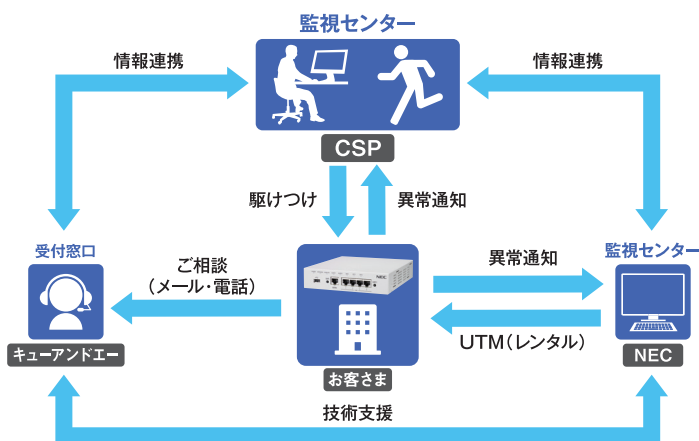 監視センター
情報連携
情報連携
CSP
駆けつけ
異常通知
受付窓口
監視センター
ご相談
(メール・電話)
NEC
異常通知
UTM(レンタル)
キューアンドエー
お客さま
NEC
技術支援